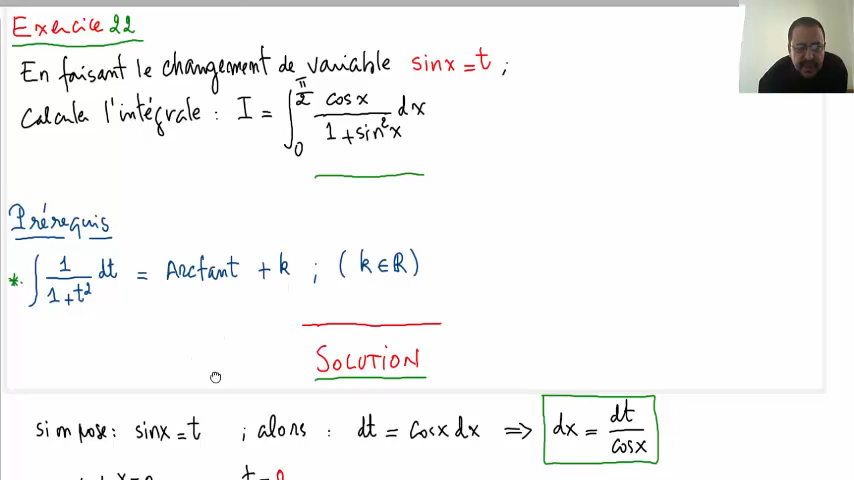 Exercice 22
En faisant le changement de variable sinx = t ;
Calculer l'intégrale : I = ∫₀^{π/2} cosx / (1 + sin²x) dx
Prérequis
* ∫ 1/(1+t²) dt = Arctant + k ; ( k ∈ ℝ )
SOLUTION
si on pose : sinx = t ; alors : dt = cosx dx ⟹ dx = dt/cosx